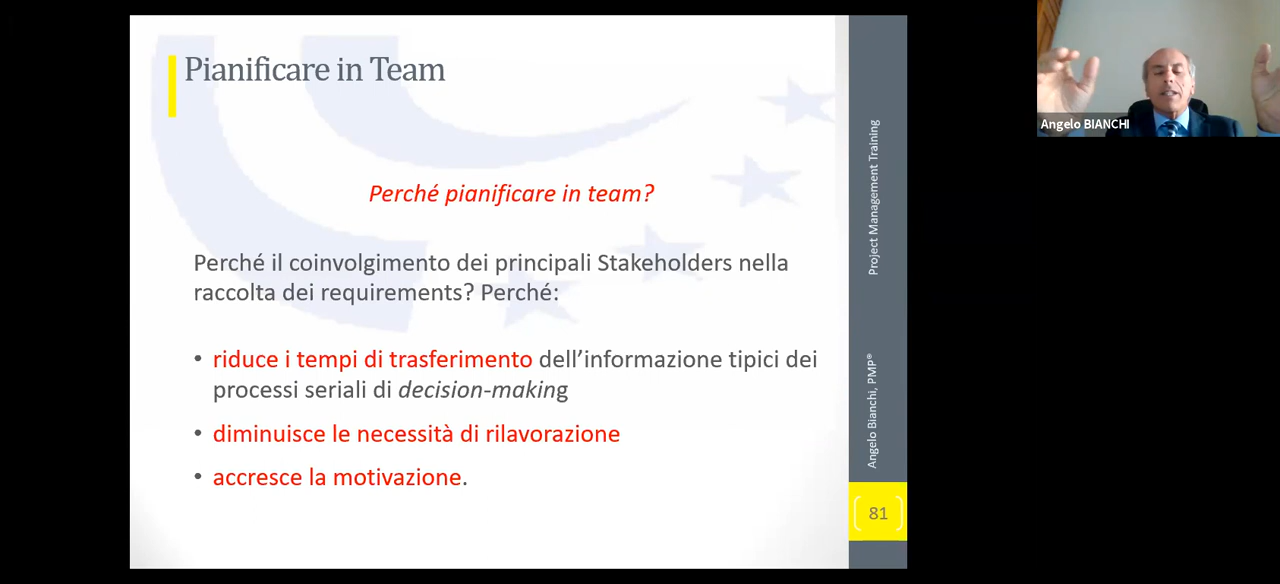 Pianificare in Team
Perché pianificare in team?
Perché il coinvolgimento dei principali Stakeholders nella
raccolta dei requirements? Perché:
• riduce i tempi di trasferimento dell’informazione tipici dei
processi seriali di decision-making
• diminuisce le necessità di rilavorazione
• accresce la motivazione.
Project Management Training
Angelo Bianchi, PMP®
81
Angelo BIANCHI